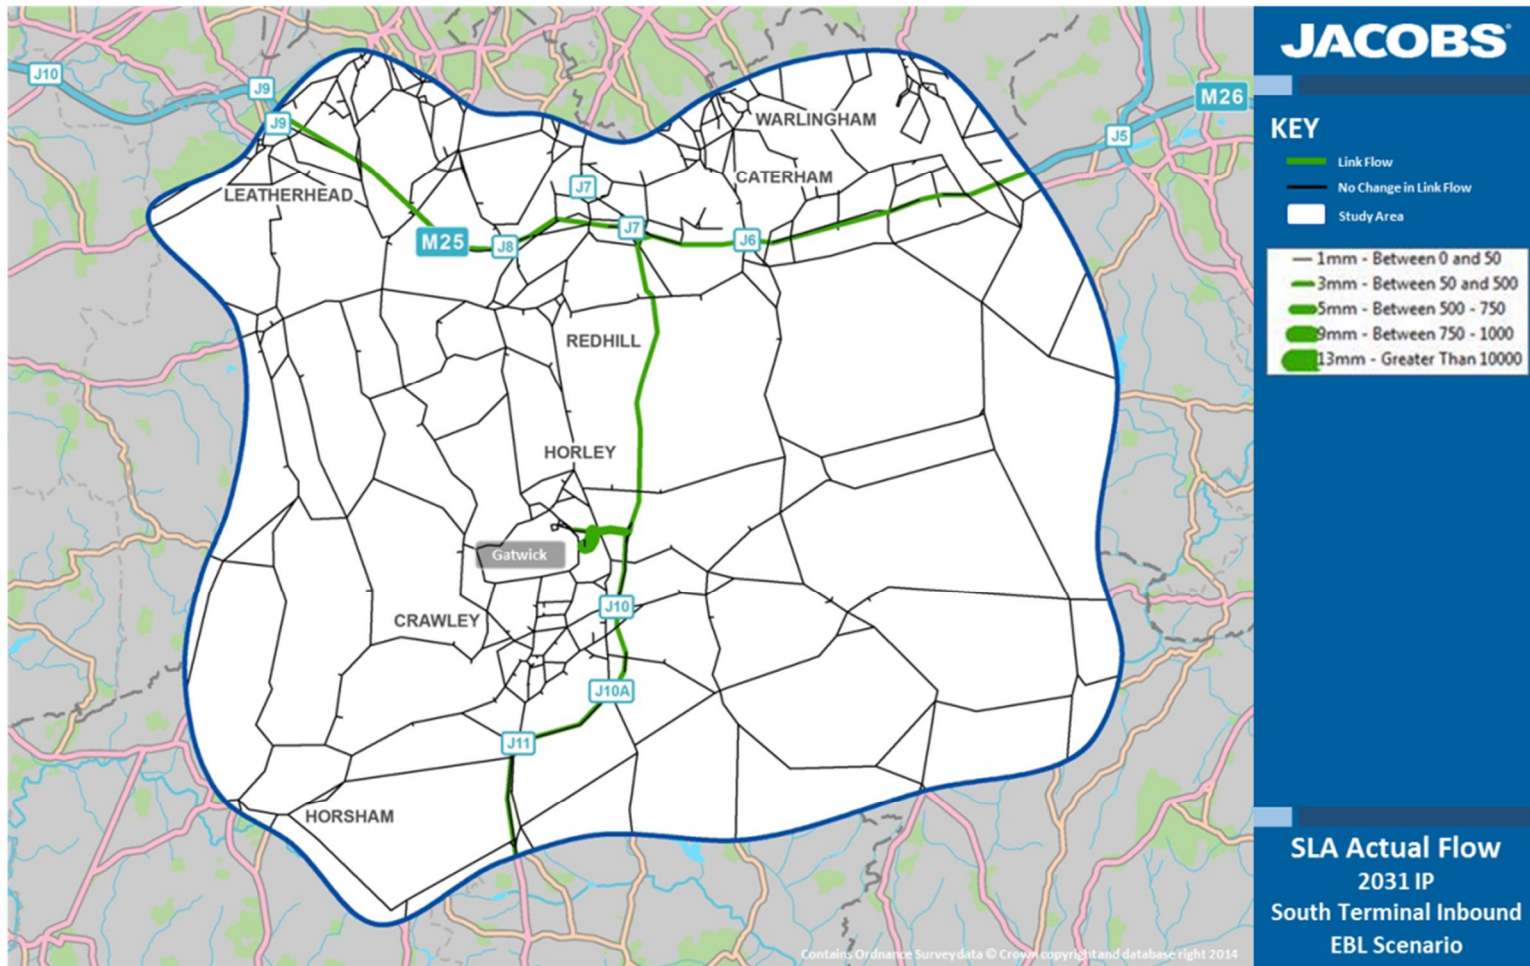 JACOBS
J10
J9
M26
J9
J5
WARLINGHAM
KEY
Link Flow
No Change in Link Flow
Study Area
CATERHAM
J7
LEATHERHEAD
J7
M25
J8
J6
1mm - Between 0 and 50
3mm - Between 50 and 500
5mm - Between 500 - 750
9mm - Between 750 - 1000
13mm - Greater Than 10000
REDHILL
HORLEY
Gatwick
J10
CRAWLEY
J10A
J11
HORSHAM
SLA Actual Flow
2031 IP
South Terminal Inbound
EBL Scenario
Contains Ordnance Survey data © Crown copyright and database right 2014